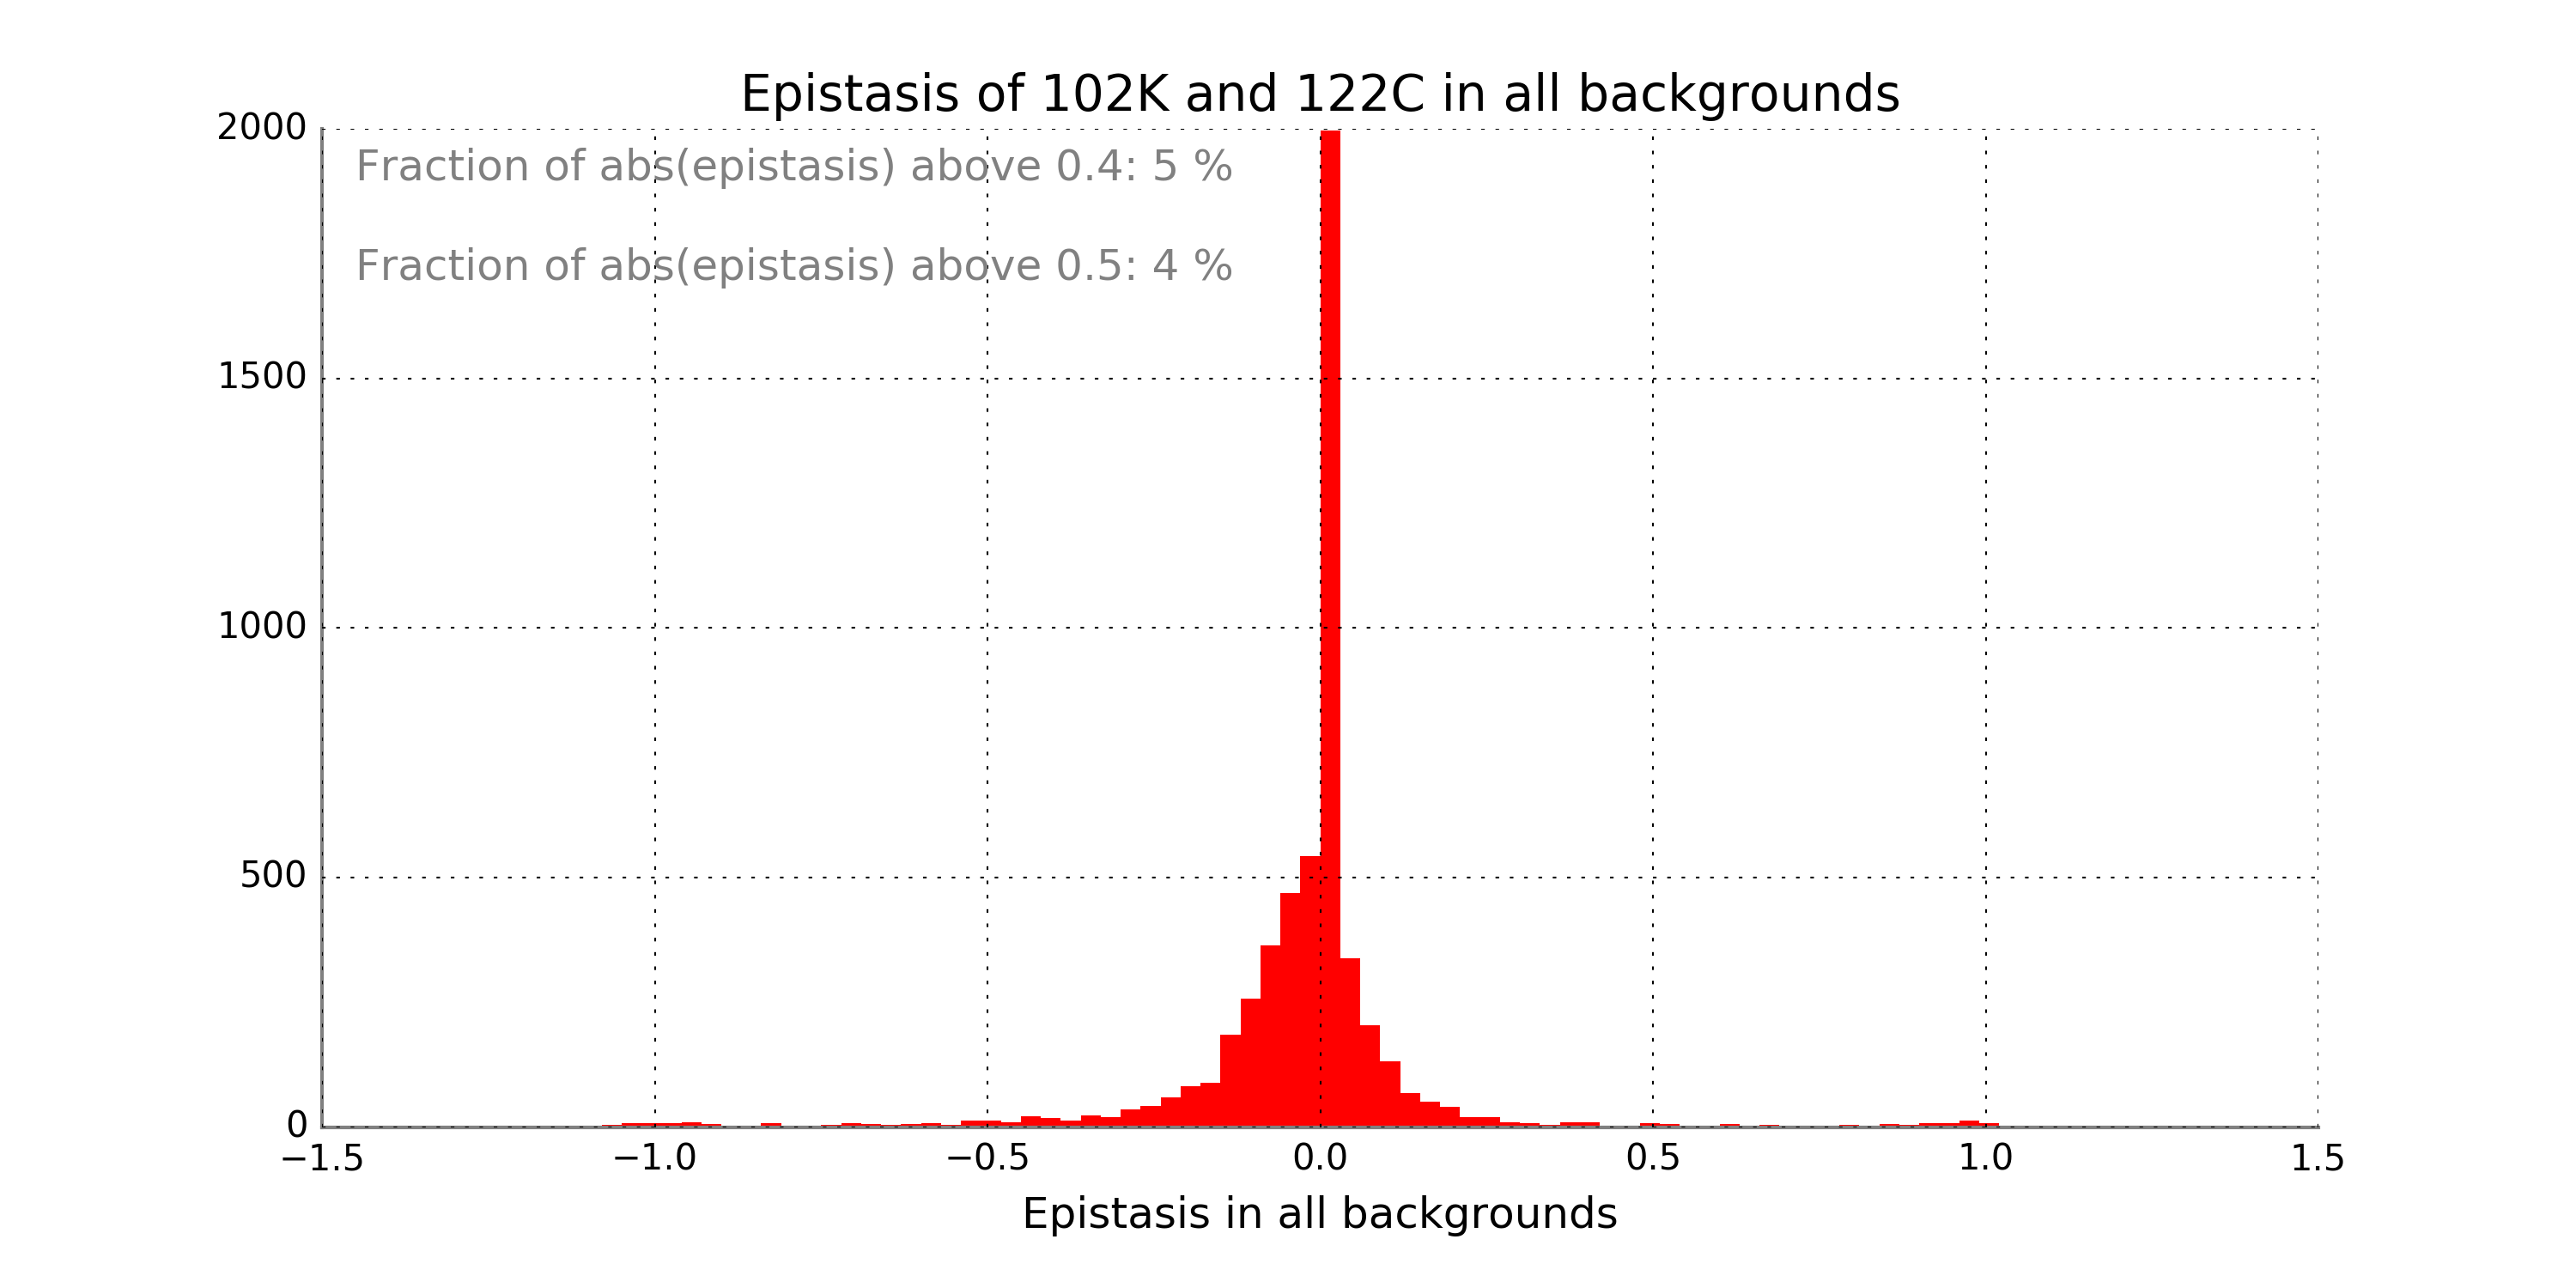 Epistasis of 102K and 122C in all backgrounds
2000
Fraction of abs(epistasis) above 0.4: 5 %
Fraction of abs(epistasis) above 0.5: 4 %
1500
1000
500
0
−1.5 −1.0 −0.5 0.0 0.5 1.0 1.5
Epistasis in all backgrounds